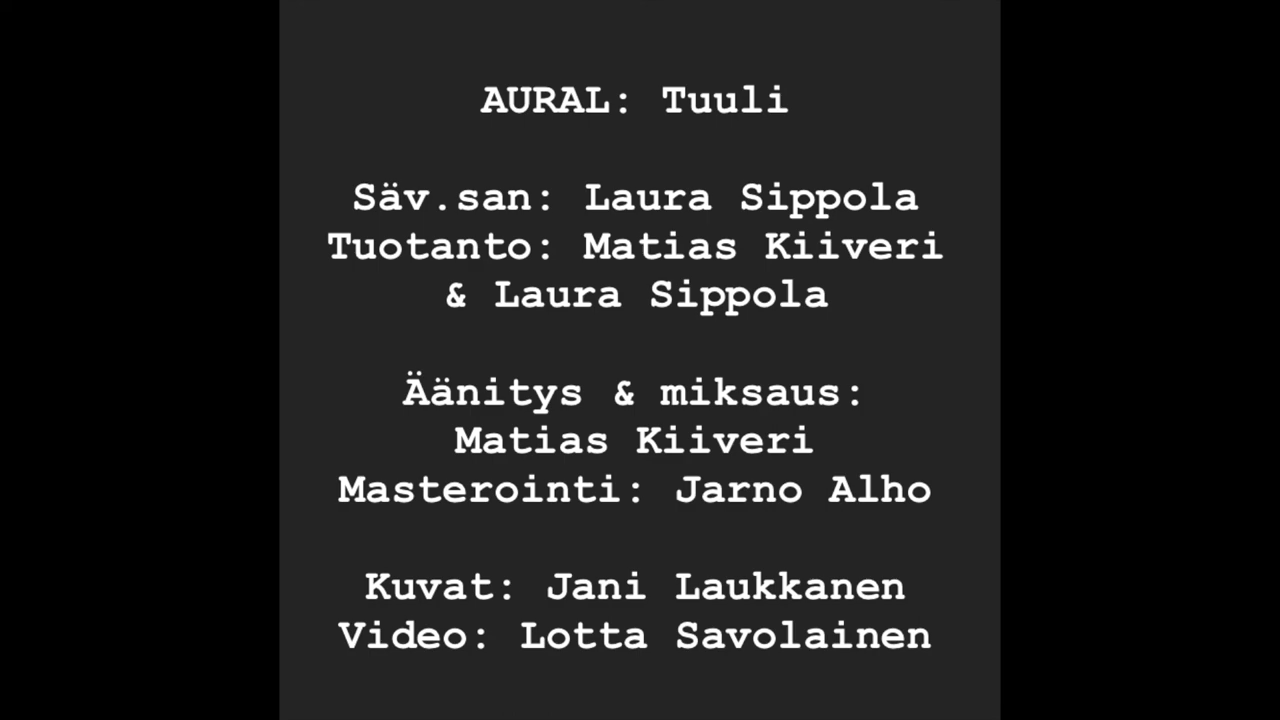 AURAL: Tuuli
Säv.san: Laura Sippola
Tuotanto: Matias Kiiveri
& Laura Sippola
Äänitys & miksaus:
Matias Kiiveri
Masterointi: Jarno Alho
Kuvat: Jani Laukkanen
Video: Lotta Savolainen